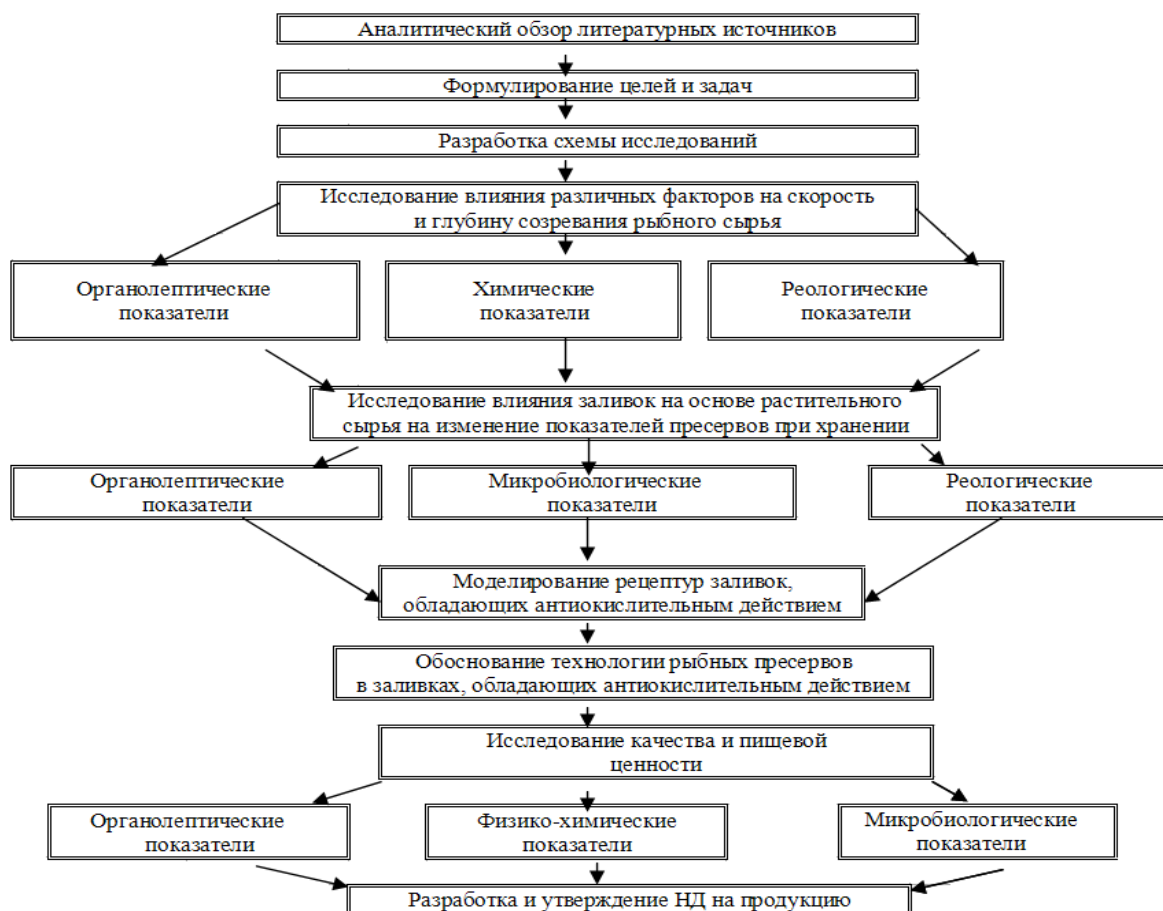 Аналитический обзор литературных источников
Формулирование целей и задач
Разработка схемы исследований
Исследование влияния различных факторов на скорость
и глубину созревания рыбного сырья
Органолептические
показатели
Химические
показатели
Реологические
показатели
Исследование влияния заливок на основе растительного
сырья на изменение показателей пресервов при хранении
Органолептические
показатели
Микробиологические
показатели
Реологические
показатели
Моделирование рецептур заливок,
обладающих антиокислительным действием
Обоснование технологии рыбных пресервов
в заливках, обладающих антиокислительным действием
Исследование качества и пищевой
ценности
Органолептические
показатели
Физико-химические
показатели
Микробиологические
показатели
Разработка и утверждение НД на продукцию